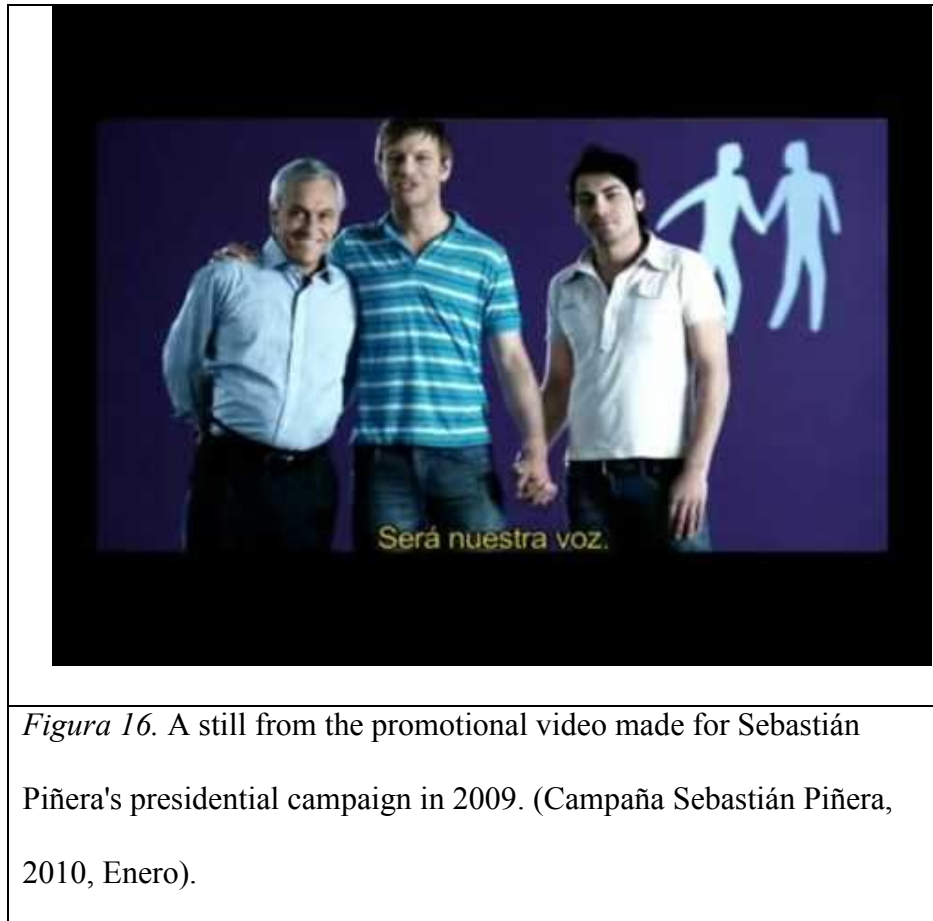 Será nuestra voz.
Figura 16. A still from the promotional video made for Sebastián
Piñera's presidential campaign in 2009. (Campaña Sebastián Piñera,
2010, Enero).